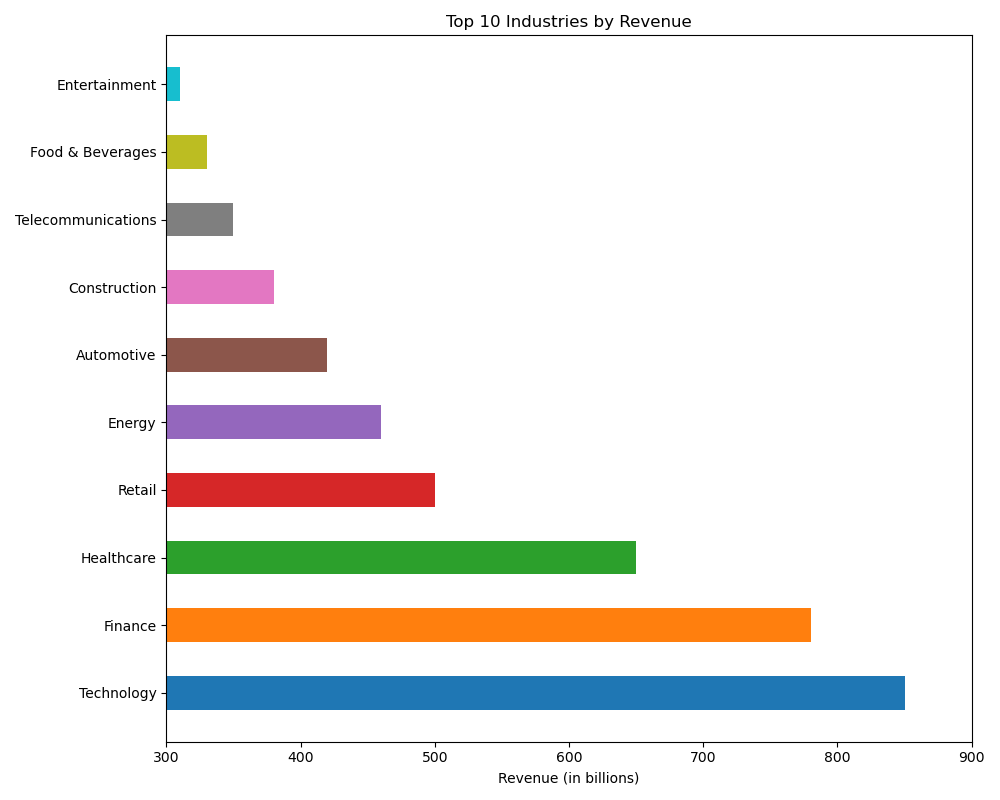 Top 10 Industries by Revenue
Entertainment
Food & Beverages
Telecommunications
Construction
Automotive
Energy
Retail
Healthcare
Finance
Technology
300 400 500 600 700 800 900
Revenue (in billions)